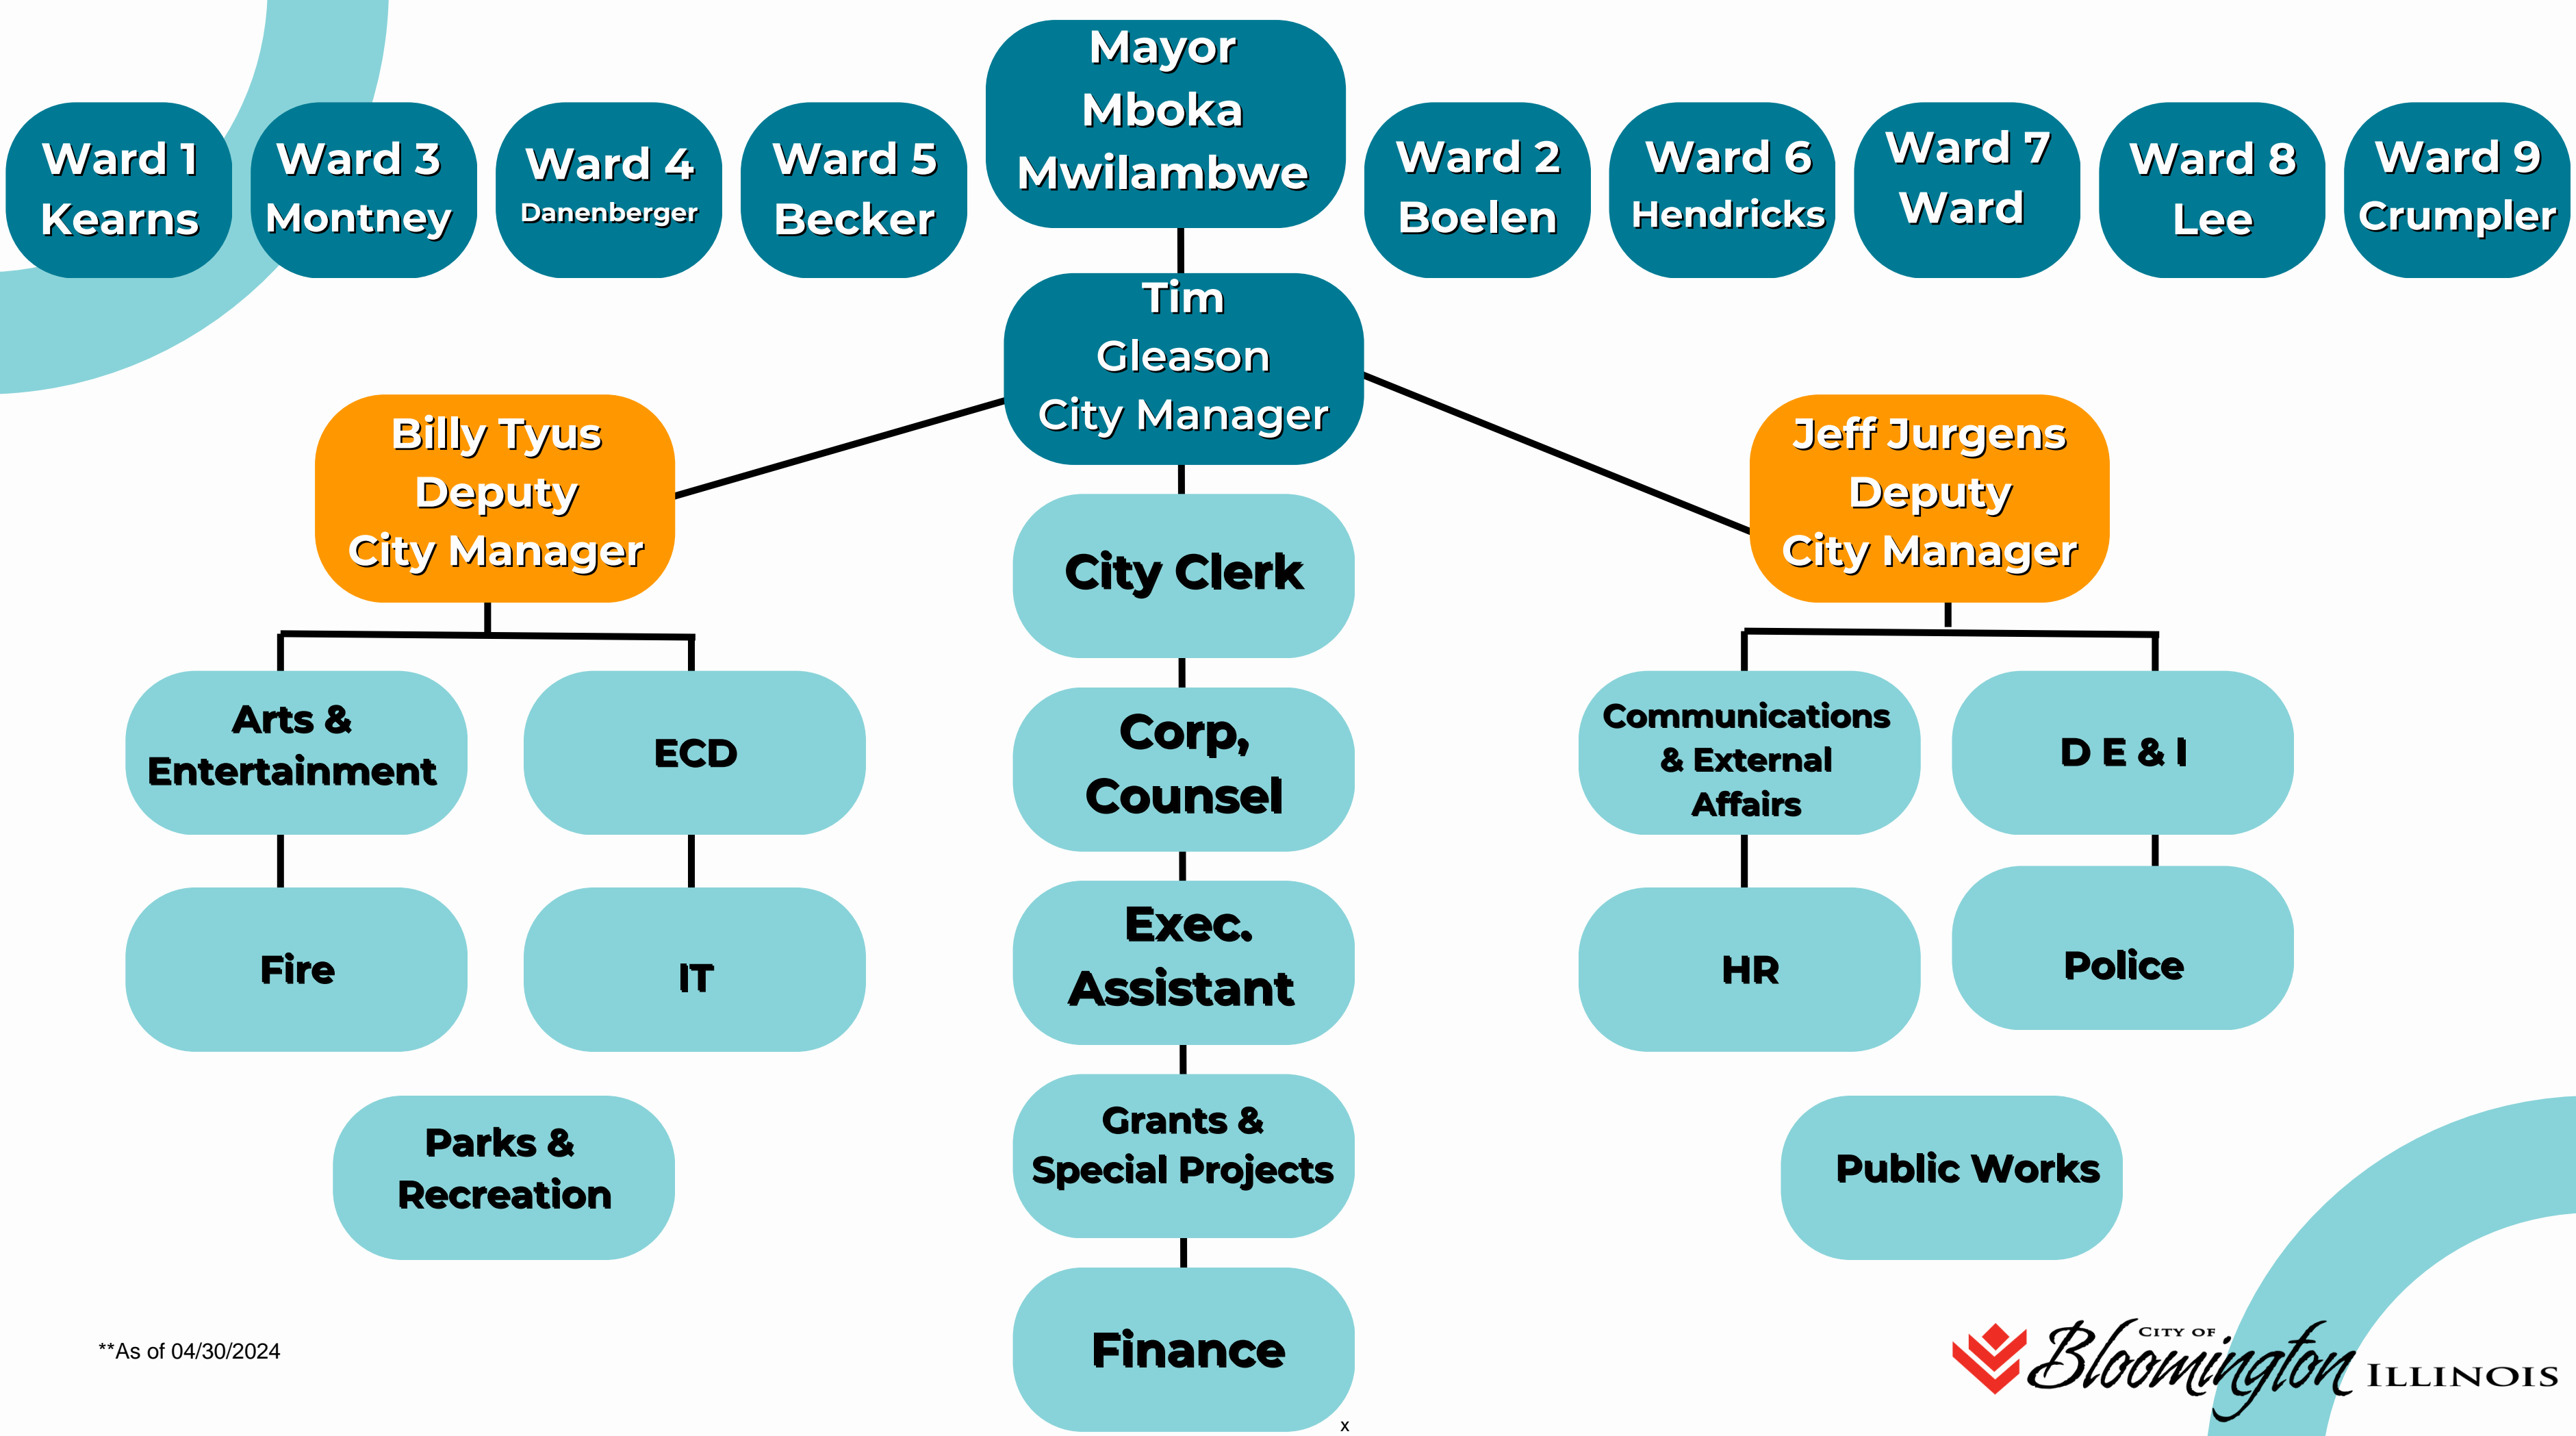 Mayor
Mboka
Mwilambwe
Ward 1
Kearns
Ward 3
Montney
Ward 4
Danenberger
Ward 5
Becker
Ward 2
Boelen
Ward 6
Hendricks
Ward 7
Ward
Ward 8
Lee
Ward 9
Crumpler
Tim
Gleason
City Manager
Billy Tyus
Deputy
City Manager
Jeff Jurgens
Deputy
City Manager
City Clerk
Corp,
Counsel
Exec.
Assistant
Grants &
Special Projects
Finance
Arts &
Entertainment
ECD
Fire
IT
Parks &
Recreation
Communications
& External
Affairs
D E & I
HR
Police
Public Works
**As of 04/30/2024
x
CITY OF
Bloomington ILLINOIS